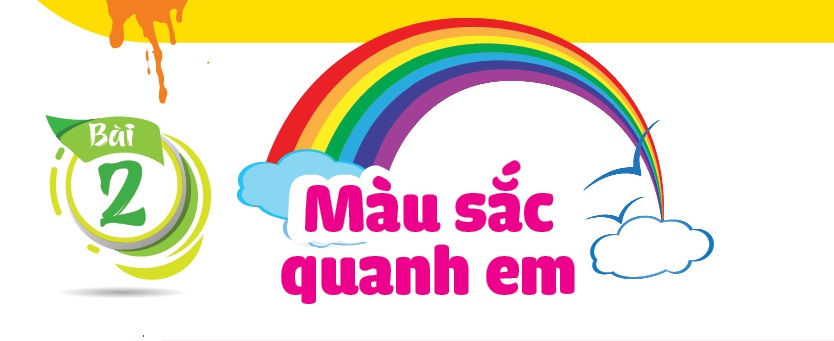 Bài
2
Màu sắc
quanh em